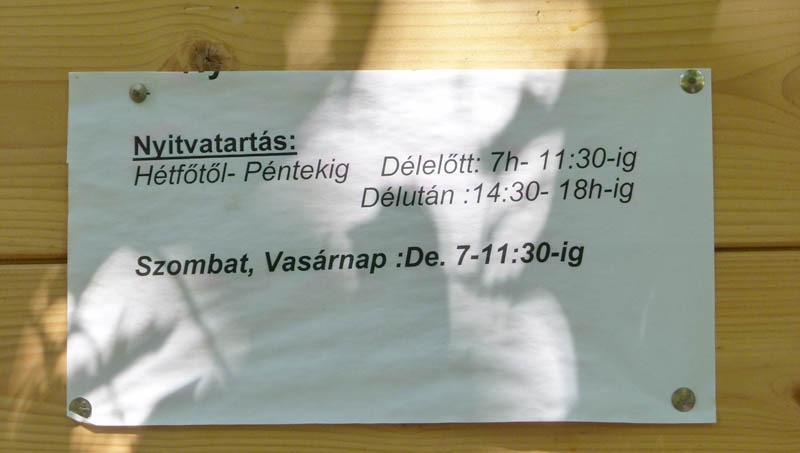 Nyitvatartás:
Hétfőtől- Péntekig Délelőtt: 7h- 11:30-ig
Délután :14:30- 18h-ig
Szombat, Vasárnap :De. 7-11:30-ig